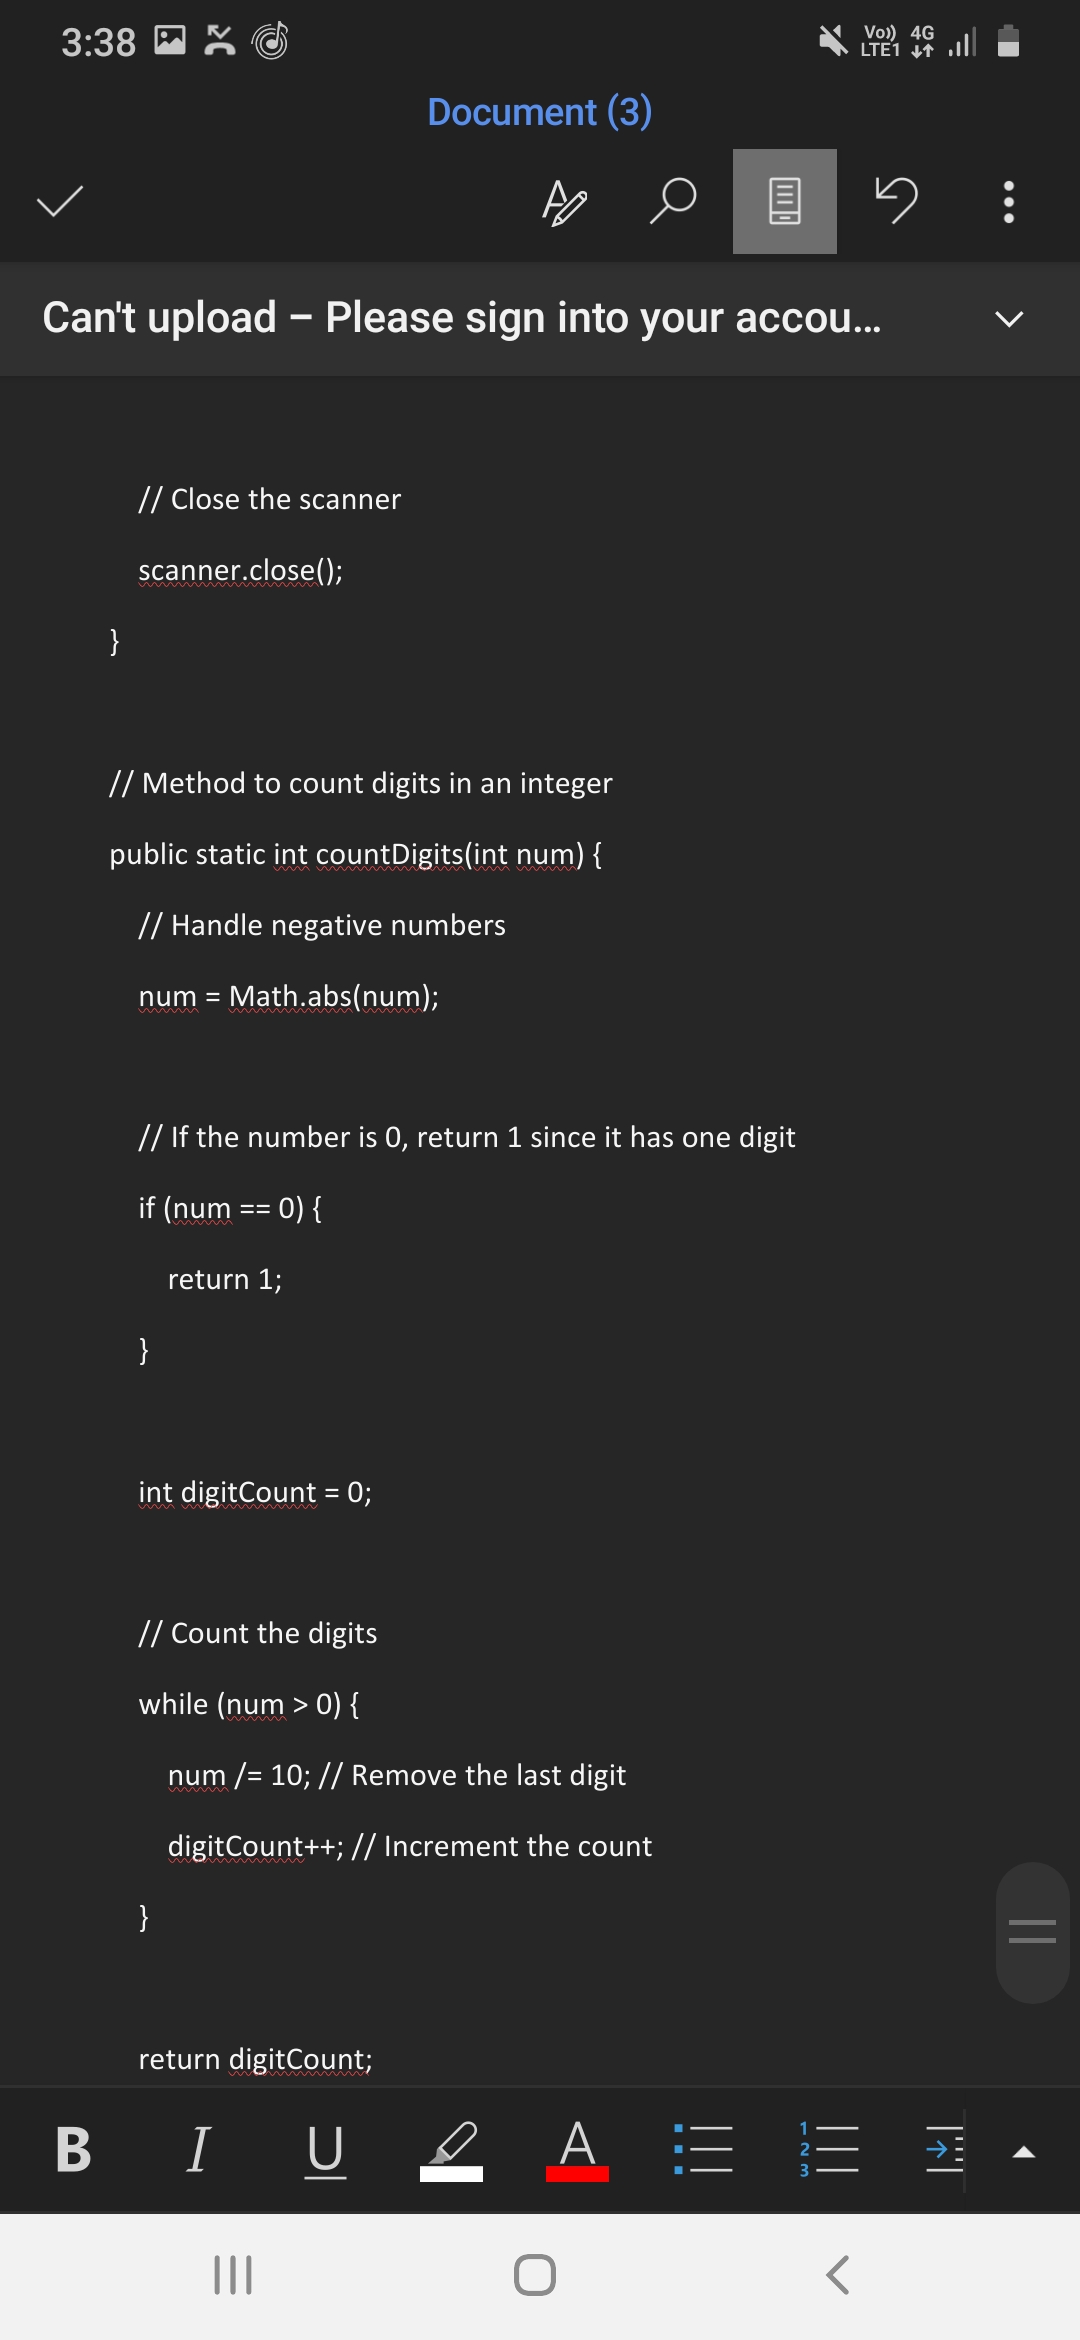 3:38
Vo)) 4G
LTE1
Document (3)
Can't upload – Please sign into your accou...
// Close the scanner
scanner.close();
}
// Method to count digits in an integer
public static int countDigits(int num) {
// Handle negative numbers
num = Math.abs(num);
// If the number is 0, return 1 since it has one digit
if (num == 0) {
return 1;
}
int digitCount = 0;
// Count the digits
while (num > 0) {
num /= 10; // Remove the last digit
digitCount++; // Increment the count
}
return digitCount;
B I U A 1 2 3